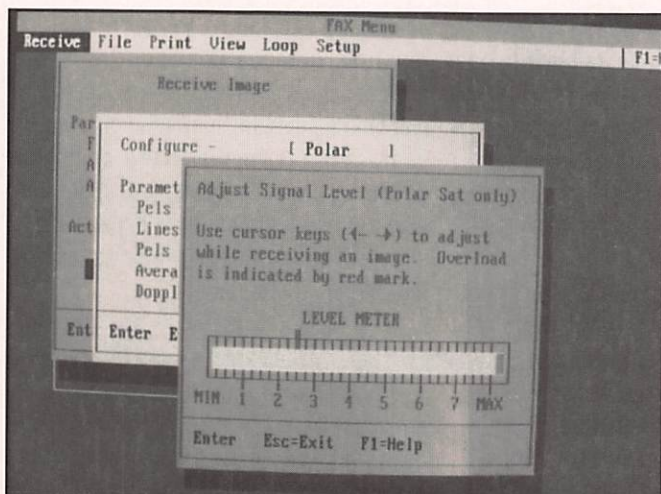 FAX Menu
Receive File Print View Loop Setup
F1=
Receive Image
Par
F
A
A
Act
Ent
Configure - [ Polar ]
Paramet
Pels
Lines
Pels
Avera
Doppl
Enter E
Adjust Signal Level (Polar Sat only)
Use cursor keys (←- -→) to adjust
while receiving an image. Overload
is indicated by red mark.
LEVEL METER
MIN 1 2 3 4 5 6 7 MAX
Enter Esc=Exit F1=Help